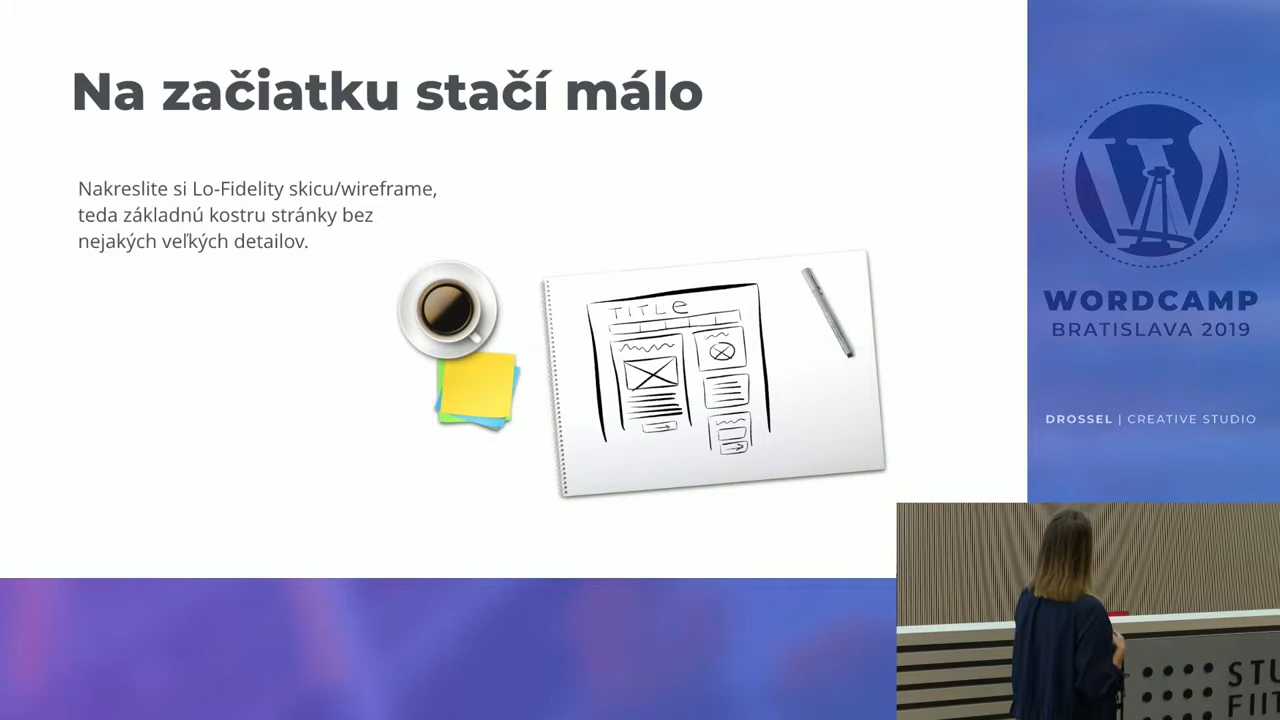 Na začiatku stačí málo
Nakreslite si Lo-Fidelity skicu/wireframe,
teda základnú kostru stránky bez
nejakých veľkých detailov.
TITLe
WORDCAMP
BRATISLAVA 2019
DROSSEL | CREATIVE STUDIO
STU
FIIT